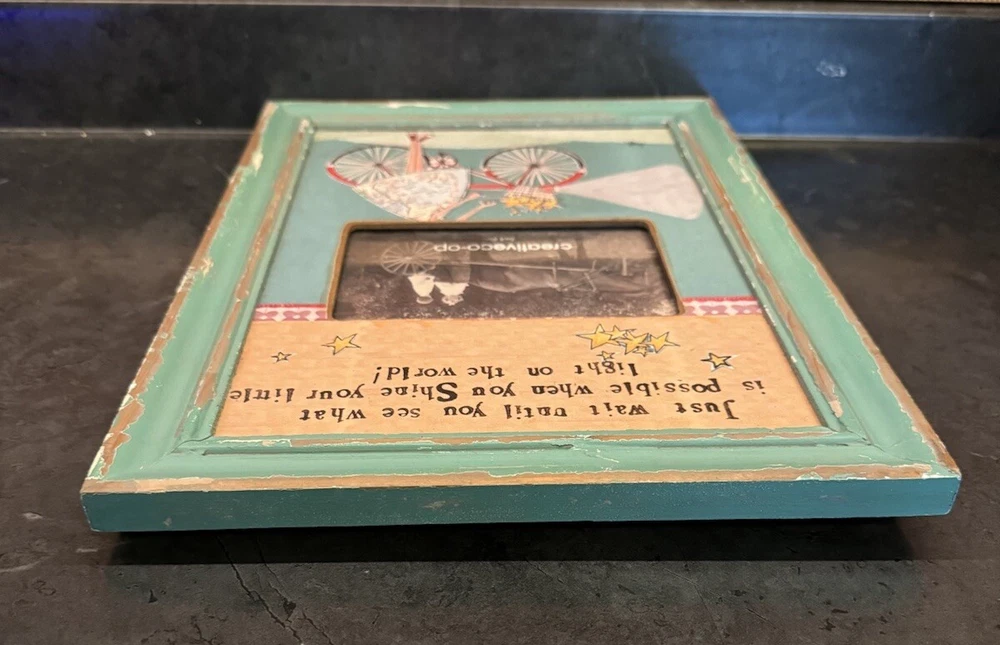 Just wait until you see what
is possible when you Shine your little
light on the world!
creativeco-op